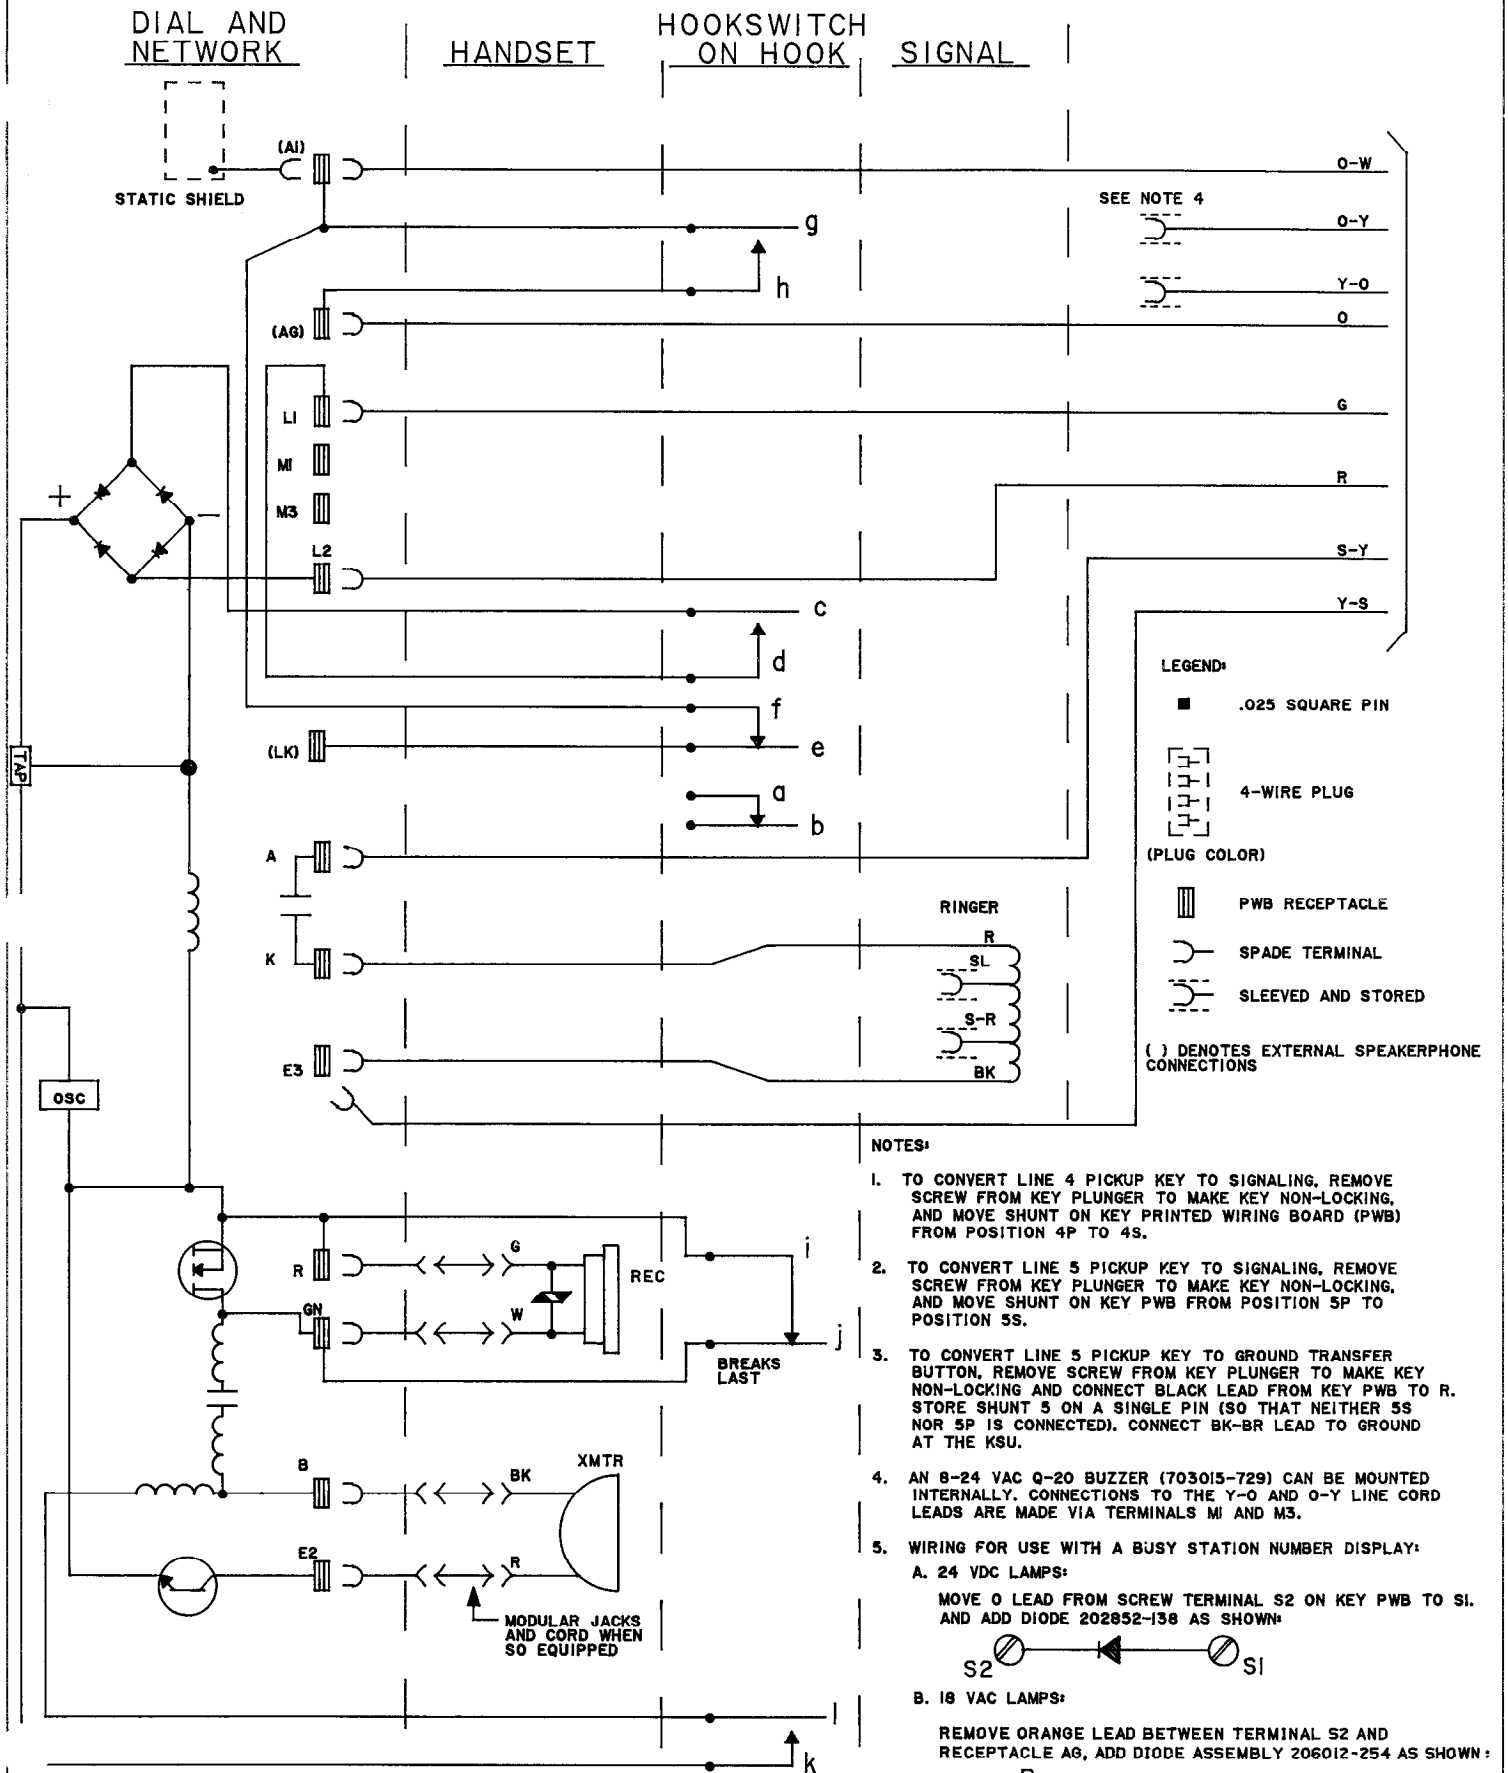 DIAL AND
NETWORK
HANDSET
HOOKSWITCH
ON HOOK
SIGNAL
(A1)
STATIC SHIELD
O-W
SEE NOTE 4
O-Y
g
h
Y-O
(AG)
O
L1
G
M1
+
-
M3
R
L2
S-Y
c
Y-S
d
LEGEND:
f
.025 SQUARE PIN
(LK)
e
TAP
a
4-WIRE PLUG
b
A
(PLUG COLOR)
RINGER
PWB RECEPTACLE
R
K
SL
SPADE TERMINAL
SLEEVED AND STORED
S-R
( ) DENOTES EXTERNAL SPEAKERPHONE
CONNECTIONS
E3
BK
OSC
NOTES:
1. TO CONVERT LINE 4 PICKUP KEY TO SIGNALING, REMOVE
SCREW FROM KEY PLUNGER TO MAKE KEY NON-LOCKING,
AND MOVE SHUNT ON KEY PRINTED WIRING BOARD (PWB)
FROM POSITION 4P TO 4S.
G
i
R
REC
2. TO CONVERT LINE 5 PICKUP KEY TO SIGNALING, REMOVE
SCREW FROM KEY PLUNGER TO MAKE KEY NON-LOCKING,
AND MOVE SHUNT ON KEY PWB FROM POSITION 5P TO
POSITION 5S.
GN
W
j
BREAKS
LAST
3. TO CONVERT LINE 5 PICKUP KEY TO GROUND TRANSFER
BUTTON, REMOVE SCREW FROM KEY PLUNGER TO MAKE KEY
NON-LOCKING AND CONNECT BLACK LEAD FROM KEY PWB TO R.
STORE SHUNT 5 ON A SINGLE PIN (SO THAT NEITHER 5S
NOR 5P IS CONNECTED). CONNECT BK-BR LEAD TO GROUND
AT THE KSU.
B
BK
XMTR
4. AN 8-24 VAC Q-20 BUZZER (703015-729) CAN BE MOUNTED
INTERNALLY. CONNECTIONS TO THE Y-O AND O-Y LINE CORD
LEADS ARE MADE VIA TERMINALS M1 AND M3.
E2
R
MODULAR JACKS
AND CORD WHEN
SO EQUIPPED
5. WIRING FOR USE WITH A BUSY STATION NUMBER DISPLAY:
A. 24 VDC LAMPS:
MOVE O LEAD FROM SCREW TERMINAL S2 ON KEY PWB TO S1.
AND ADD DIODE 202852-138 AS SHOWN:
S2
S1
B. 18 VAC LAMPS:
l
REMOVE ORANGE LEAD BETWEEN TERMINAL S2 AND
RECEPTACLE AG, ADD DIODE ASSEMBLY 206012-254 AS SHOWN:
k